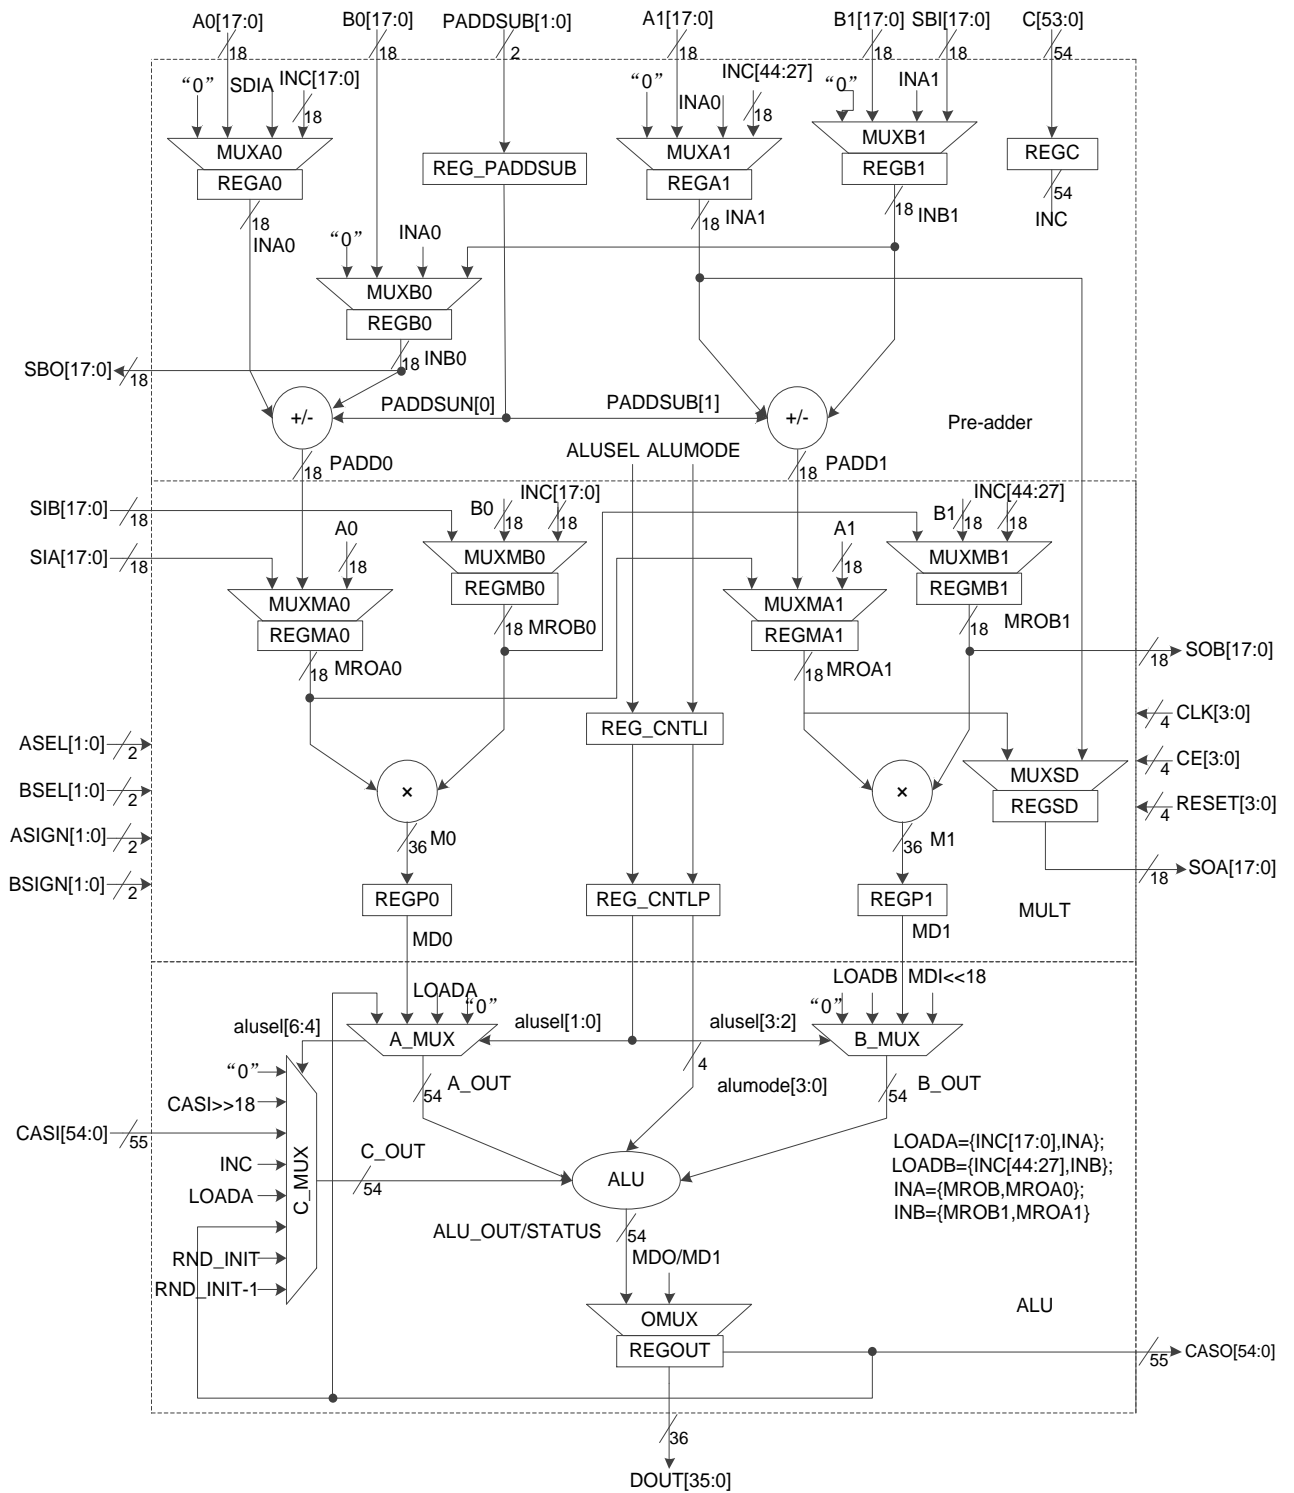 A0[17:0] B0[17:0] PADDSUB[1:0] A1[17:0] B1[17:0] SBI[17:0] C[53:0]
18 18 2 18 18 18 54
“0” SDIA INC[17:0] “0” INA0 INC[44:27] “0” INA1
18 18
MUXA0 MUXA1 MUXB1 REGC
REGA0 REG_PADDSUB REGA1 REGB1
54
18 18 INA1 18 INB1 INC
INA0 “0” INA0
MUXB0
REGB0
SBO[17:0] 18 18 INB0
+/- PADDSUN[0] PADDSUB[1] +/-
Pre-adder
18 PADD0 ALUSEL ALUMODE 18 PADD1
SIB[17:0] 18 B0 18 INC[17:0] 18 B1 18 INC[44:27] 18
SIA[17:0] 18 A0 18 A1 18
MUXMB0 MUXMB1
REGMB0 REGMB1
MUXMA0 MUXMA1
REGMA0 18 MROB0 REGMA1 18 MROB1
18 SOB[17:0]
18 MROA0 18 MROA1
4 CLK[3:0]
REG_CNTLI
ASEL[1:0] 2
4 CE[3:0]
MUXSD
BSEL[1:0] 2 × × REGSD 4 RESET[3:0]
ASIGN[1:0] 2 36 M0 36 M1
18 SOA[17:0]
BSIGN[1:0] 2 REGP0 REG_CNTLP REGP1
MULT
MD0 MD1
LOADA “0” “0” LOADB MDI<<18
alusel[6:4] A_MUX alusel[1:0] alusel[3:2] B_MUX
“0” 4
54 A_OUT alumode[3:0] 54 B_OUT
CASI>>18
CASI[54:0] 55
C_MUX
INC C_OUT
54
LOADA
ALU
LOADA={INC[17:0],INA};
LOADB={INC[44:27],INB};
INA={MROB,MROA0};
INB={MROB1,MROA1}
ALU_OUT/STATUS 54
RND_INIT MDO/MD1
RND_INIT-1
OMUX ALU
REGOUT 55 CASO[54:0]
36
DOUT[35:0]